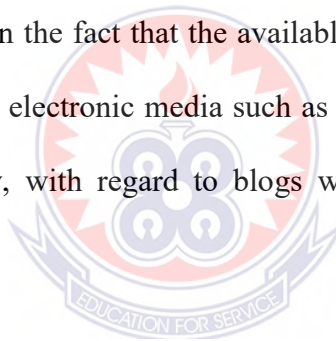 n the fact that the availabl
electronic media such as
, with regard to blogs w
EDUCATION FOR SERVICE